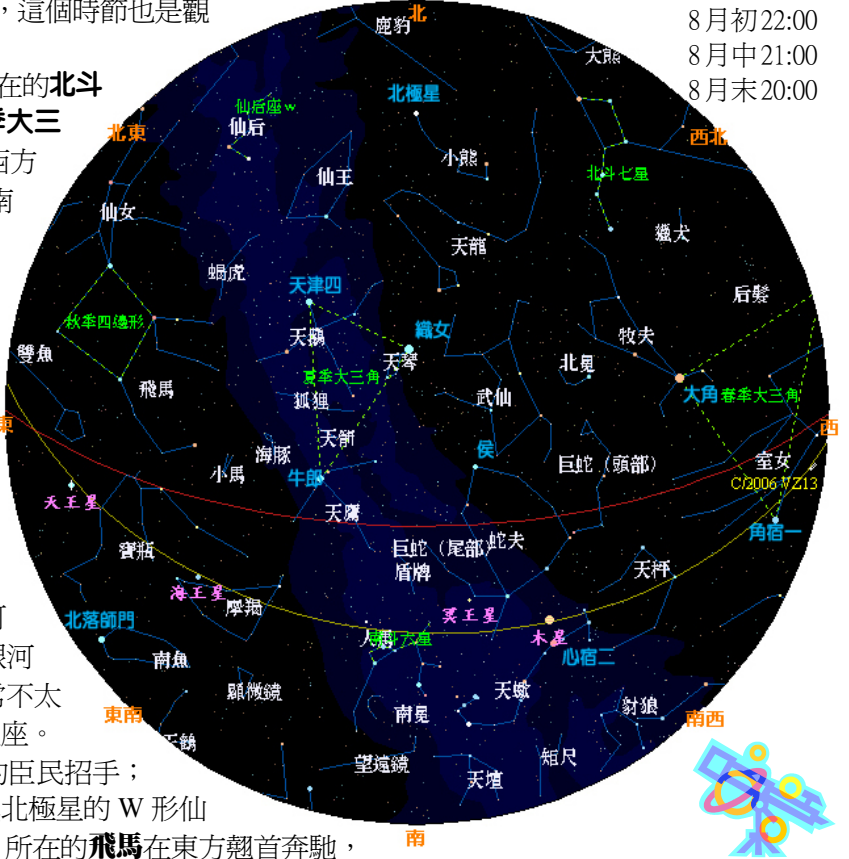 ，這個時節也是觀
在的北斗
季大三
西方
南
8月初22:00
8月中21:00
8月末20:00
北
鹿豹
大熊
仙后座w
仙后
北極星
北東
西北
小熊
北斗七星
仙王
仙女
獵犬
天龍
蝎虎
天津四
后髮
秋季四邊形
織女
牧夫
天鵝
雙魚
天琴
北冕
夏季大三角
飛馬
武仙
大角
春季大三角
狐狸
東
西
天箭
海豚
侯
小馬
牛郎
巨蛇（頭部）
室女
C/2006 VZ13
天王星
天鷹
角宿一
寶瓶
巨蛇（尾部）
蛇夫
盾牌
天秤
海王星
摩羯
冥王星
北落師門
人馬
南斗六星
木星
心宿二
南魚
顯微鏡
天蠍
東南
南冕
豺狼
南西
天鶴
望遠鏡
矩尺
天壇
南
河
銀河
常不太
座。
的臣民招手；
北極星的 W 形仙
所在的飛馬在東方翹首奔馳，